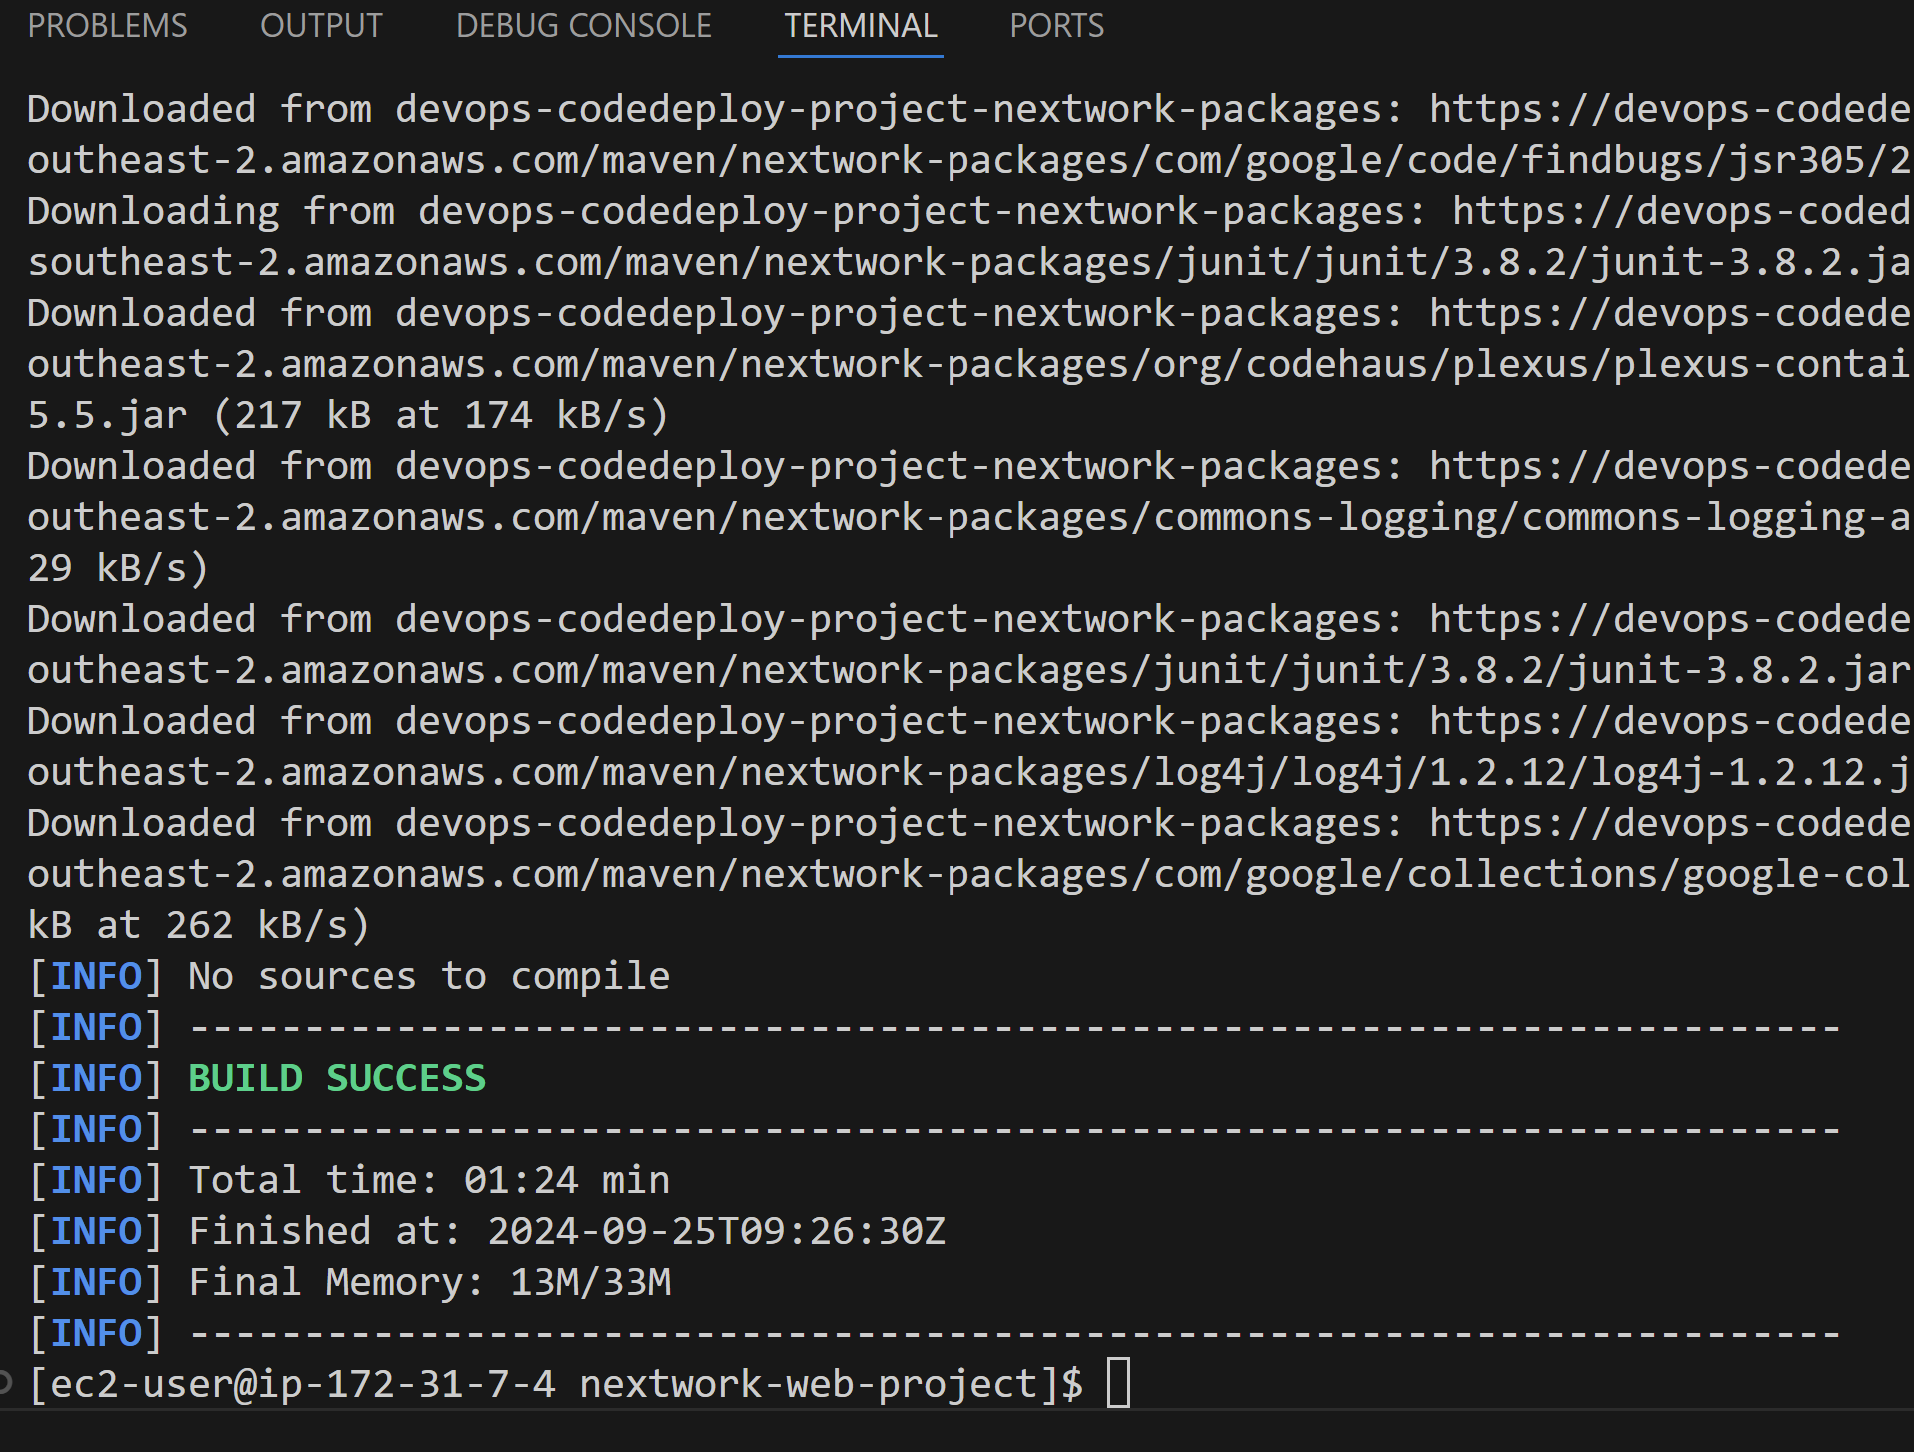 PROBLEMS OUTPUT DEBUG CONSOLE TERMINAL PORTS
Downloaded from devops-codedeploy-project-nextwork-packages: https://devops-codede
outheast-2.amazonaws.com/maven/nextwork-packages/com/google/code/findbugs/jsr305/2
Downloading from devops-codedeploy-project-nextwork-packages: https://devops-coded
southeast-2.amazonaws.com/maven/nextwork-packages/junit/junit/3.8.2/junit-3.8.2.ja
Downloaded from devops-codedeploy-project-nextwork-packages: https://devops-codede
outheast-2.amazonaws.com/maven/nextwork-packages/org/codehaus/plexus/plexus-contai
5.5.jar (217 kB at 174 kB/s)
Downloaded from devops-codedeploy-project-nextwork-packages: https://devops-codede
outheast-2.amazonaws.com/maven/nextwork-packages/commons-logging/commons-logging-a
29 kB/s)
Downloaded from devops-codedeploy-project-nextwork-packages: https://devops-codede
outheast-2.amazonaws.com/maven/nextwork-packages/junit/junit/3.8.2/junit-3.8.2.jar
Downloaded from devops-codedeploy-project-nextwork-packages: https://devops-codede
outheast-2.amazonaws.com/maven/nextwork-packages/log4j/log4j/1.2.12/log4j-1.2.12.j
Downloaded from devops-codedeploy-project-nextwork-packages: https://devops-codede
outheast-2.amazonaws.com/maven/nextwork-packages/com/google/collections/google-col
kB at 262 kB/s)
[INFO] No sources to compile
[INFO] ------------------------------------------------------------------------
[INFO] BUILD SUCCESS
[INFO] ------------------------------------------------------------------------
[INFO] Total time: 01:24 min
[INFO] Finished at: 2024-09-25T09:26:30Z
[INFO] Final Memory: 13M/33M
[INFO] ------------------------------------------------------------------------
[ec2-user@ip-172-31-7-4 nextwork-web-project]$